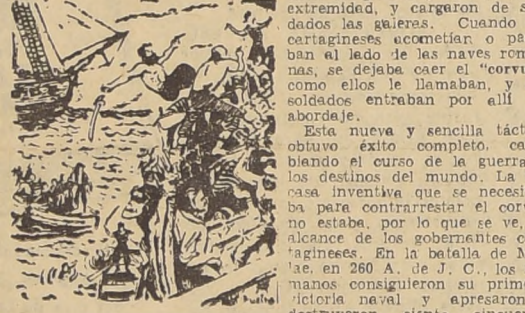 extremidad, y cargaron de s
dados las galeras. Cuando
cartagineses acometían o pa
ban al lado de las naves rom
nas, se dejaba caer el "corv
como ellos le llamaban, y
soldados entraban por allí
abordaje.
Esta nueva y sencilla táct
obtuvo éxito completo, ca
biando el curso de la guerra
los destinos del mundo. La
casa inventiva que se necesi
ba para contrarrestar el cor
no estaba, por lo que se ve,
alcance de los gobernantes c
tagineses. En la batalla de M
lae, en 260 A. de J. C., los
manos consiguieron su prim
victoria naval y apresaron